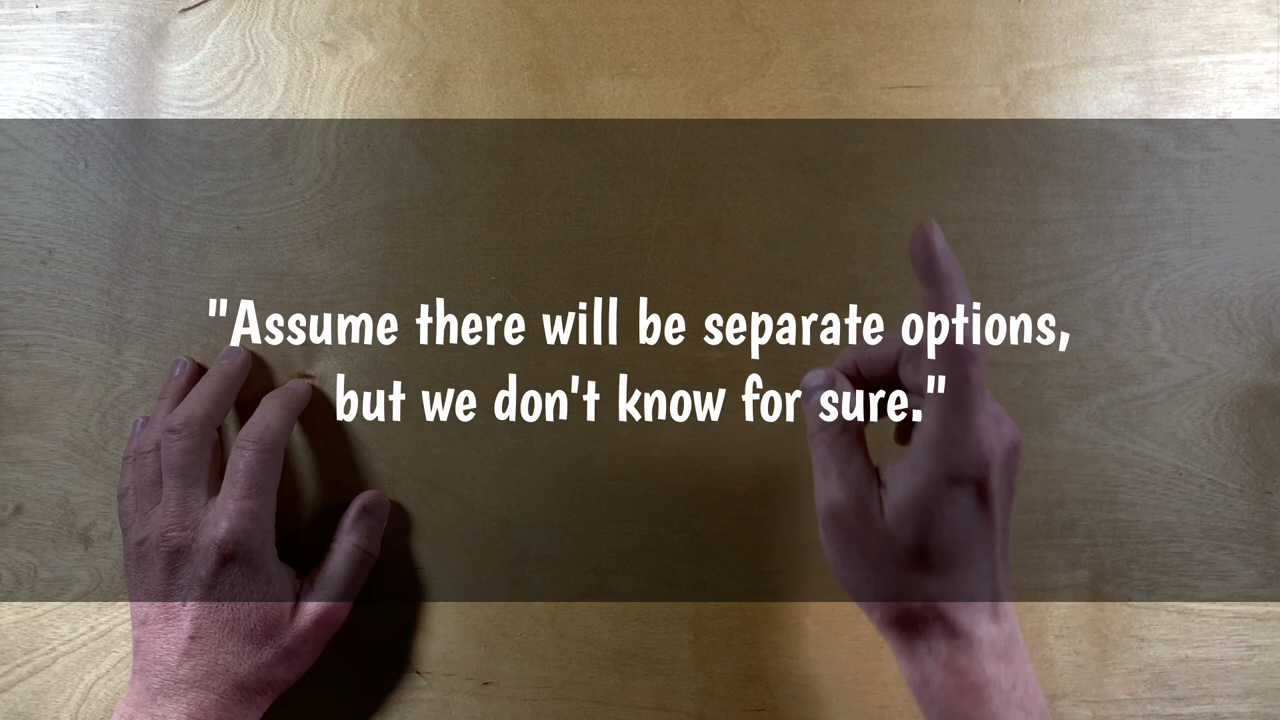 "Assume there will be separate options,
but we don't know for sure."